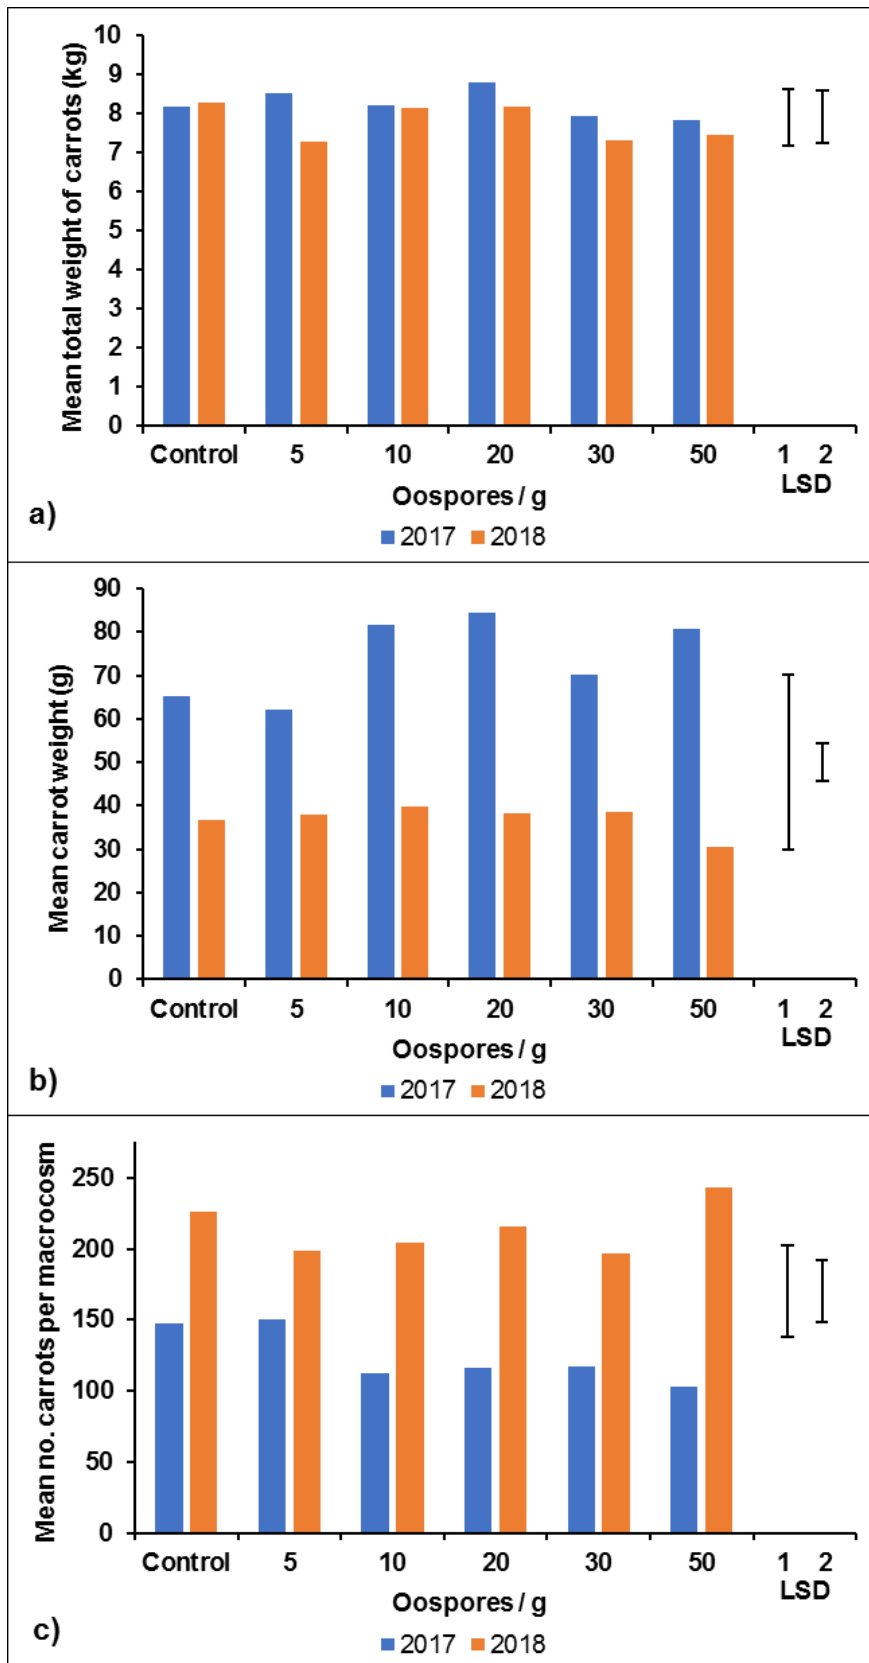 Mean total weight of carrots (kg)
10
9
8
7
6
5
4
3
2
1
0
Control 5 10 20 30 50 1 2
Oospores / g LSD
a)
2017 2018
Mean carrot weight (g)
90
80
70
60
50
40
30
20
10
0
Control 5 10 20 30 50 1 2
Oospores / g LSD
b)
2017 2018
Mean no. carrots per macrocosm
250
200
150
100
50
0
Control 5 10 20 30 50 1 2
Oospores / g LSD
c)
2017 2018